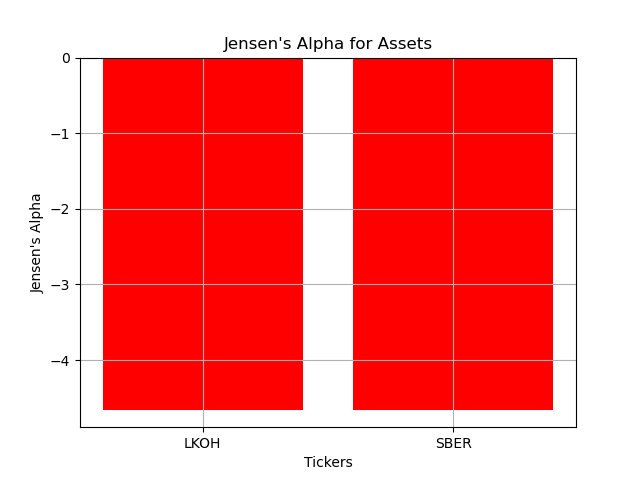 Jensen's Alpha for Assets
0
−1
−2
−3
−4
Jensen's Alpha
LKOH
SBER
Tickers